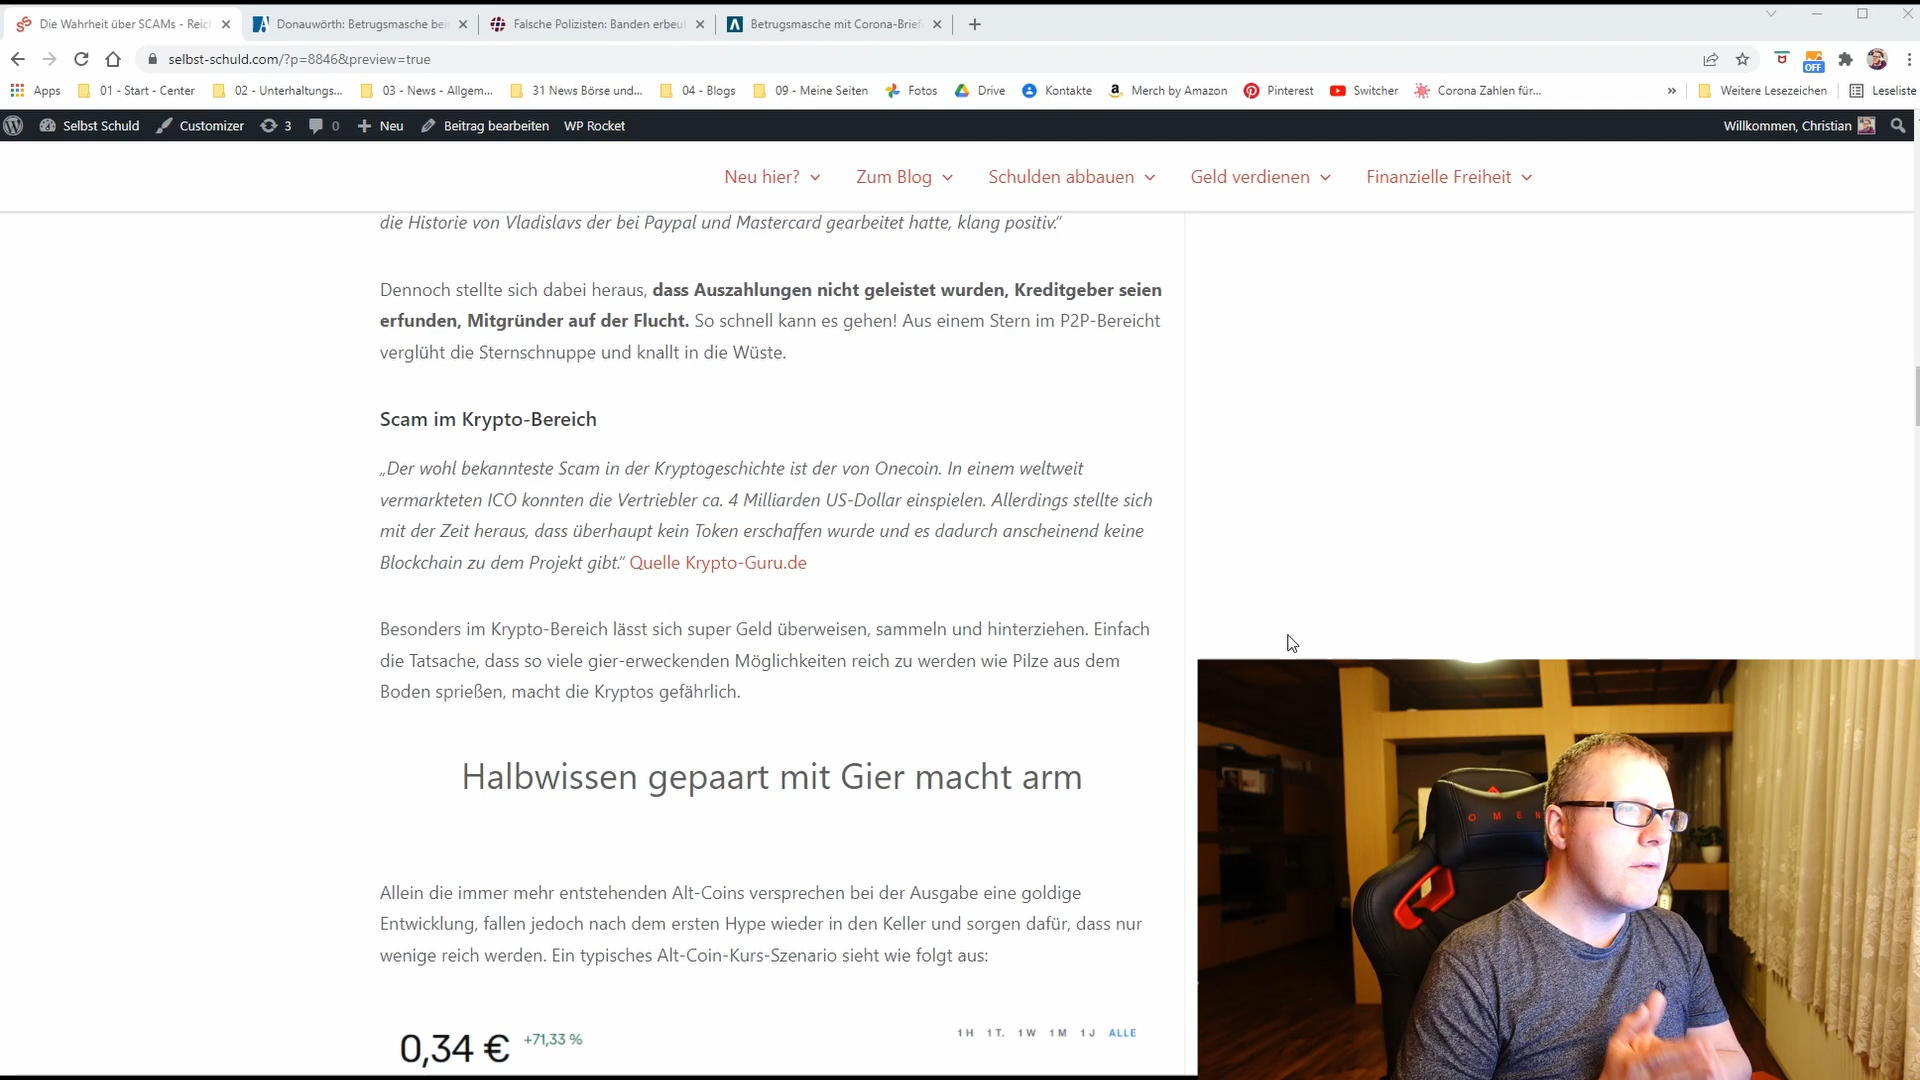 Die Wahrheit über SCAMs - Reic
Donauwörth: Betrugsmasche be
Falsche Polizisten: Banden erbeu
Betrugsmasche mit Corona-Brief
selbst-schuld.com/?p=8846&preview=true
OFF
Apps
01 - Start - Center
02 - Unterhaltungs...
03 - News - Allgem...
31 News Börse und...
04 - Blogs
09 - Meine Seiten
Fotos
Drive
Kontakte
Merch by Amazon
Pinterest
Switcher
Corona Zahlen für...
»
Weitere Lesezeichen
Leseliste
Selbst Schuld
Customizer
3
0
Neu
Beitrag bearbeiten
WP Rocket
Willkommen, Christian
Neu hier?
Zum Blog
Schulden abbauen
Geld verdienen
Finanzielle Freiheit
die Historie von Vladislavs der bei Paypal und Mastercard gearbeitet hatte, klang positiv.“
Dennoch stellte sich dabei heraus, dass Auszahlungen nicht geleistet wurden, Kreditgeber seien
erfunden, Mitgründer auf der Flucht. So schnell kann es gehen! Aus einem Stern im P2P-Bereicht
verglüht die Sternschnuppe und knallt in die Wüste.
Scam im Krypto-Bereich
„Der wohl bekannteste Scam in der Kryptogeschichte ist der von Onecoin. In einem weltweit
vermarkteten ICO konnten die Vertriebler ca. 4 Milliarden US-Dollar einspielen. Allerdings stellte sich
mit der Zeit heraus, dass überhaupt kein Token erschaffen wurde und es dadurch anscheinend keine
Blockchain zu dem Projekt gibt.“ Quelle Krypto-Guru.de
Besonders im Krypto-Bereich lässt sich super Geld überweisen, sammeln und hinterziehen. Einfach
die Tatsache, dass so viele gier-erweckenden Möglichkeiten reich zu werden wie Pilze aus dem
Boden sprießen, macht die Kryptos gefährlich.
Halbwissen gepaart mit Gier macht arm
Allein die immer mehr entstehenden Alt-Coins versprechen bei der Ausgabe eine goldige
Entwicklung, fallen jedoch nach dem ersten Hype wieder in den Keller und sorgen dafür, dass nur
wenige reich werden. Ein typisches Alt-Coin-Kurs-Szenario sieht wie folgt aus:
0,34 € +71,33 %
1H 1T. 1W 1M 1J ALLE
OMEN